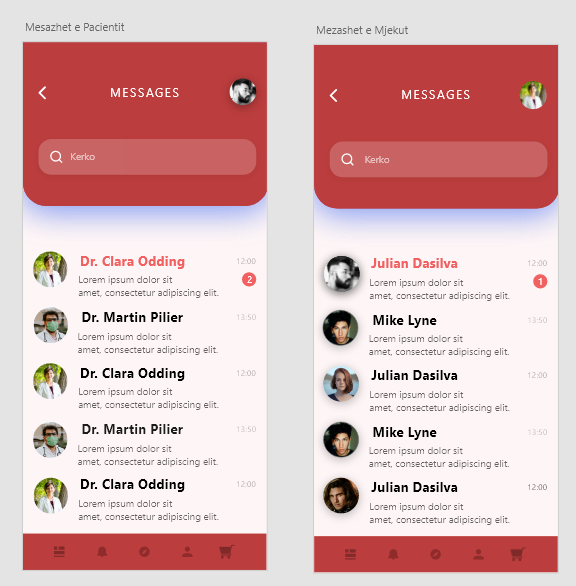 Mesazhet e Pacientit
MESSAGES
Kerko
Dr. Clara Odding
12:00
Lorem ipsum dolor sit
2
amet, consectetur adipiscing elit.
Dr. Martin Pilier
13:50
Lorem ipsum dolor sit
amet, consectetur adipiscing elit.
Dr. Clara Odding
12:00
Lorem ipsum dolor sit
amet, consectetur adipiscing elit.
Dr. Martin Pilier
13:50
Lorem ipsum dolor sit
amet, consectetur adipiscing elit.
Dr. Clara Odding
12:00
Lorem ipsum dolor sit
amet, consectetur adipiscing elit.
Mezashet e Mjekut
MESSAGES
Kerko
Julian Dasilva
12:00
Lorem ipsum dolor sit
1
amet, consectetur adipiscing elit.
Mike Lyne
13:50
Lorem ipsum dolor sit
amet, consectetur adipiscing elit.
Julian Dasilva
12:00
Lorem ipsum dolor sit
amet, consectetur adipiscing elit.
Mike Lyne
13:50
Lorem ipsum dolor sit
amet, consectetur adipiscing elit.
Julian Dasilva
12:00
Lorem ipsum dolor sit
amet, consectetur adipiscing elit.